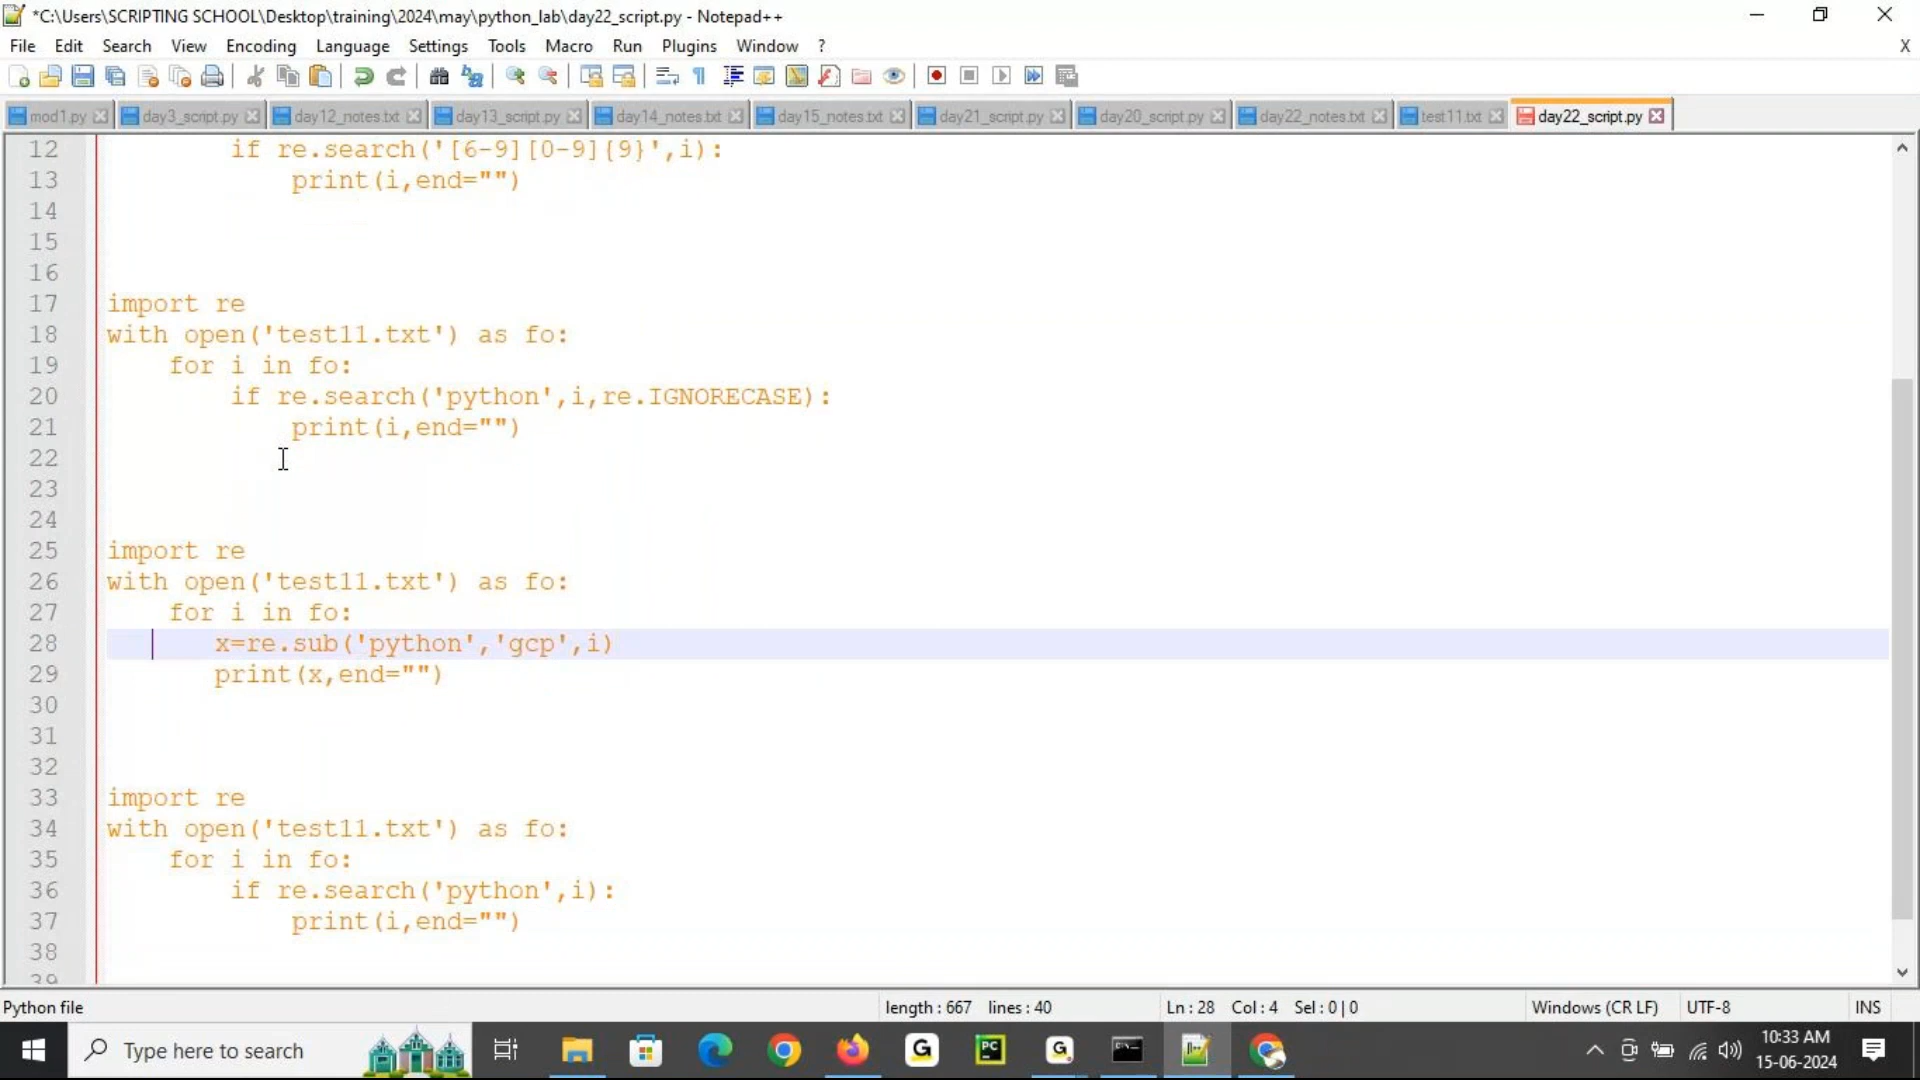 *C:\Users\SCRIPTING SCHOOL\Desktop\training\2024\may\python_lab\day22_script.py - Notepad++
File Edit Search View Encoding Language Settings Tools Macro Run Plugins Window ? X
mod1.py day3_script.py day12_notes.txt day13_script.py day14_notes.txt day15_notes.txt day21_script.py day20_script.py day22_notes.txt test11.txt day22_script.py
12 if re.search('[6-9][0-9]{9}',i):
13 print(i,end="")
14
15
16
17 import re
18 with open('test11.txt') as fo:
19 for i in fo:
20 if re.search('python',i,re.IGNORECASE):
21 print(i,end="")
22
23
24
25 import re
26 with open('test11.txt') as fo:
27 for i in fo:
28 x=re.sub('python','gcp',i)
29 print(x,end="")
30
31
32
33 import re
34 with open('test11.txt') as fo:
35 for i in fo:
36 if re.search('python',i):
37 print(i,end="")
38
39
Python file length : 667 lines : 40 Ln : 28 Col : 4 Sel : 0 | 0 Windows (CR LF) UTF-8 INS
Type here to search
10:33 AM
15-06-2024